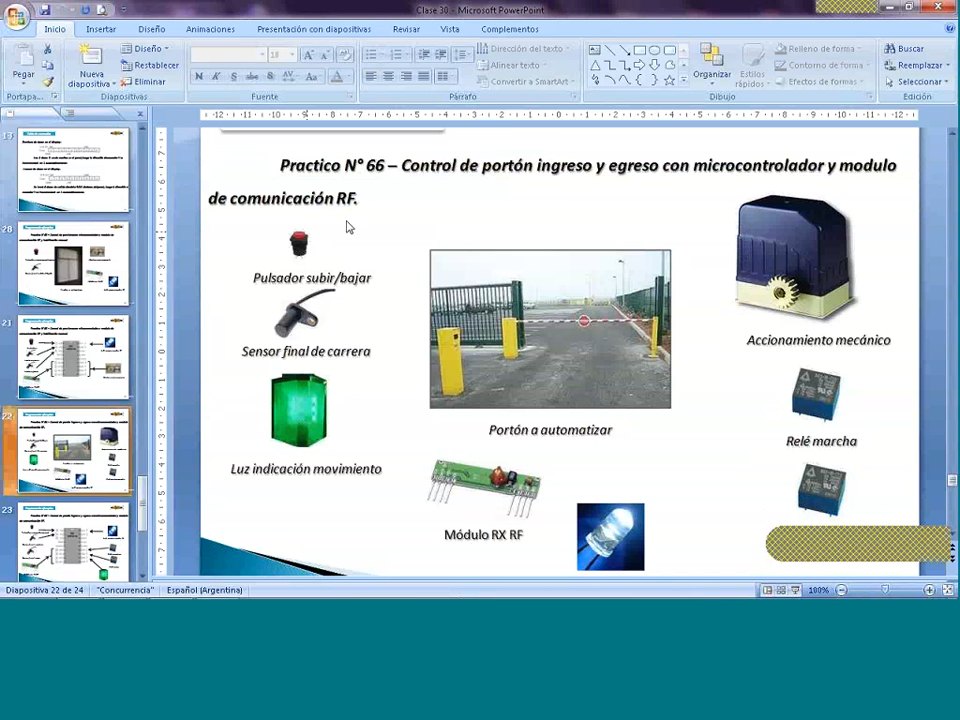 Clase 30 - Microsoft PowerPoint
Inicio
Insertar
Diseño
Animaciones
Presentación con diapositivas
Revisar
Vista
Complementos
Pegar
Nueva diapositiva
Diseño
Restablecer
Eliminar
18
Dirección del texto
Alinear texto
Convertir a SmartArt
Organizar
Estilos rápidos
Relleno de forma
Contorno de forma
Efectos de formas
Buscar
Reemplazar
Seleccionar
Portapa...
Diapositivas
Fuente
Párrafo
Dibujo
Edición
Practico N° 66 – Control de portón ingreso y egreso con microcontrolador y modulo
de comunicación RF.
Pulsador subir/bajar
Sensor final de carrera
Luz indicación movimiento
Portón a automatizar
Módulo RX RF
Accionamiento mecánico
Relé marcha
21
22
23
Diapositiva 22 de 24
"Concurrencia"
Español (Argentina)
100%